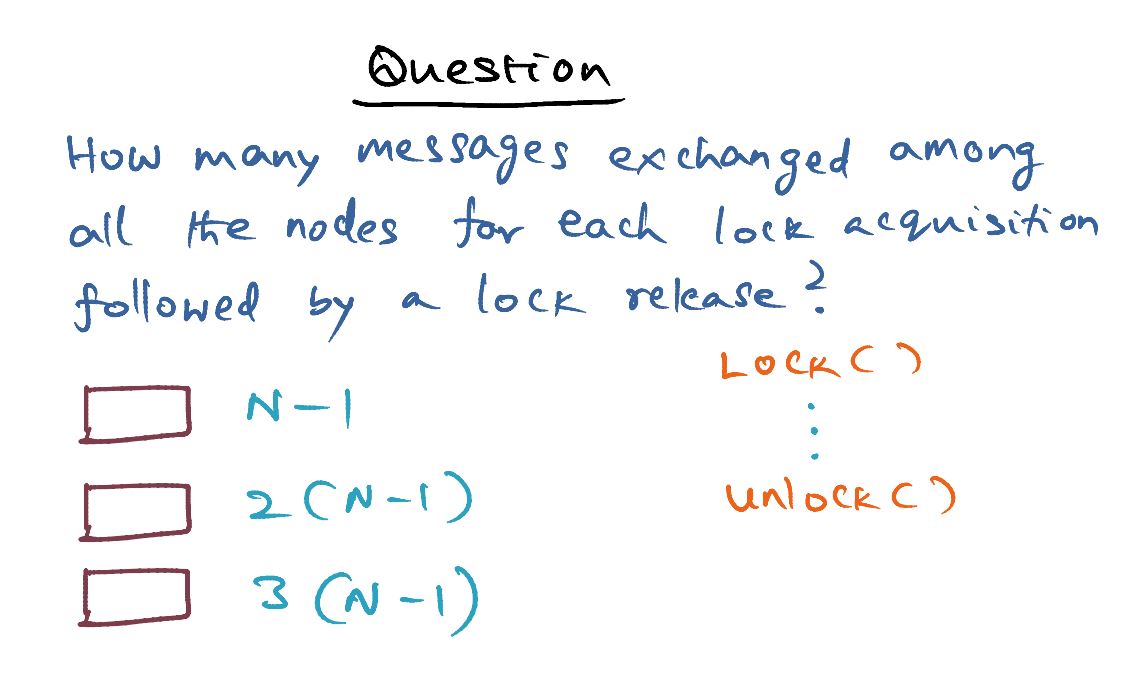 Question
How many messages exchanged among
all the nodes for each lock acquisition
followed by a lock release?
LOCK()
N-1
2(N-1)
UNLOCK()
3(N-1)